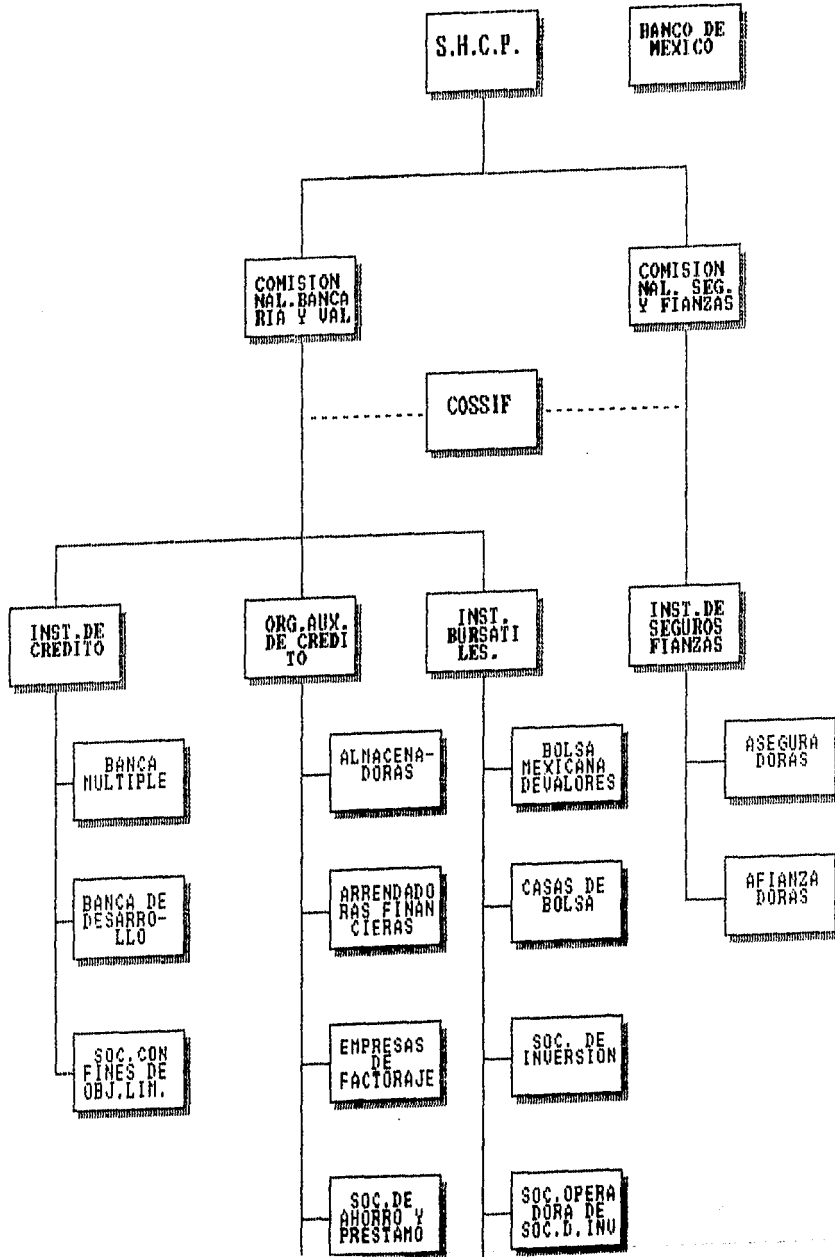 S.H.C.P.
BANCO DE
MEXICO
COMISION
NAL.BANCA
RIA Y VAL
COMISION
NAL. SEG.
Y FIANZAS
COSSIF
INST.DE
CREDITO
ORG.AUX.
DE CREDI
TO
INST.
BURSATI
LES.
INST.DE
SEGUROS
FIANZAS
BANCA
MULTIPLE
ALMACENA-
DORAS
BOLSA
MEXICANA
DEVALORES
ASEGURA
DORAS
BANCA DE
DESARRO-
LLO
ARRENDADO
RAS FINAN
CIERAS
CASAS DE
BOLSA
AFIANZA
DORAS
SOC.CON
FINES DE
OBJ.LIM.
EMPRESAS
DE
FACTORAJE
SOC. DE
INVERSION
SOC.DE
AHORRO Y
PRESTAMO
SOC.OPERA
DORA DE
SOC.D.INV